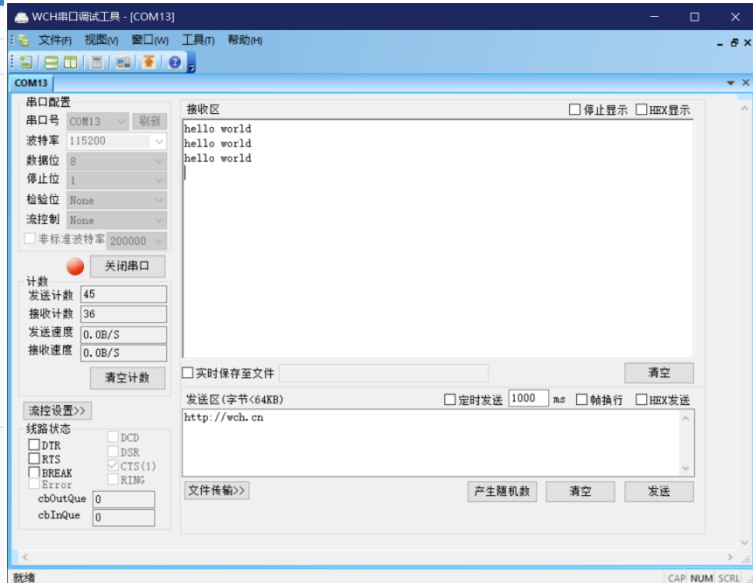 WCH串口调试工具 - [COM13]
文件(F) 视图(V) 窗口(W) 工具(T) 帮助(H)
COM13
串口配置
串口号 COM13 刷新
波特率 115200
数据位 8
停止位 1
检验位 None
流控制 None
非标准波特率 200000
关闭串口
计数
发送计数 45
接收计数 36
发送速度 0.0B/S
接收速度 0.0B/S
清空计数
流控设置>>
线路状态
DTR DCD
RTS DSR
BREAK CTS(1)
Error RING
cbOutQue 0
cbInQue 0
接收区 停止显示 HEX显示
hello world
hello world
hello world
实时保存至文件 清空
发送区(字节<64KB) 定时发送 1000 ms 帧换行 HEX发送
http://wch.cn
文件传输>> 产生随机数 清空 发送
就绪 CAP NUM SCRL